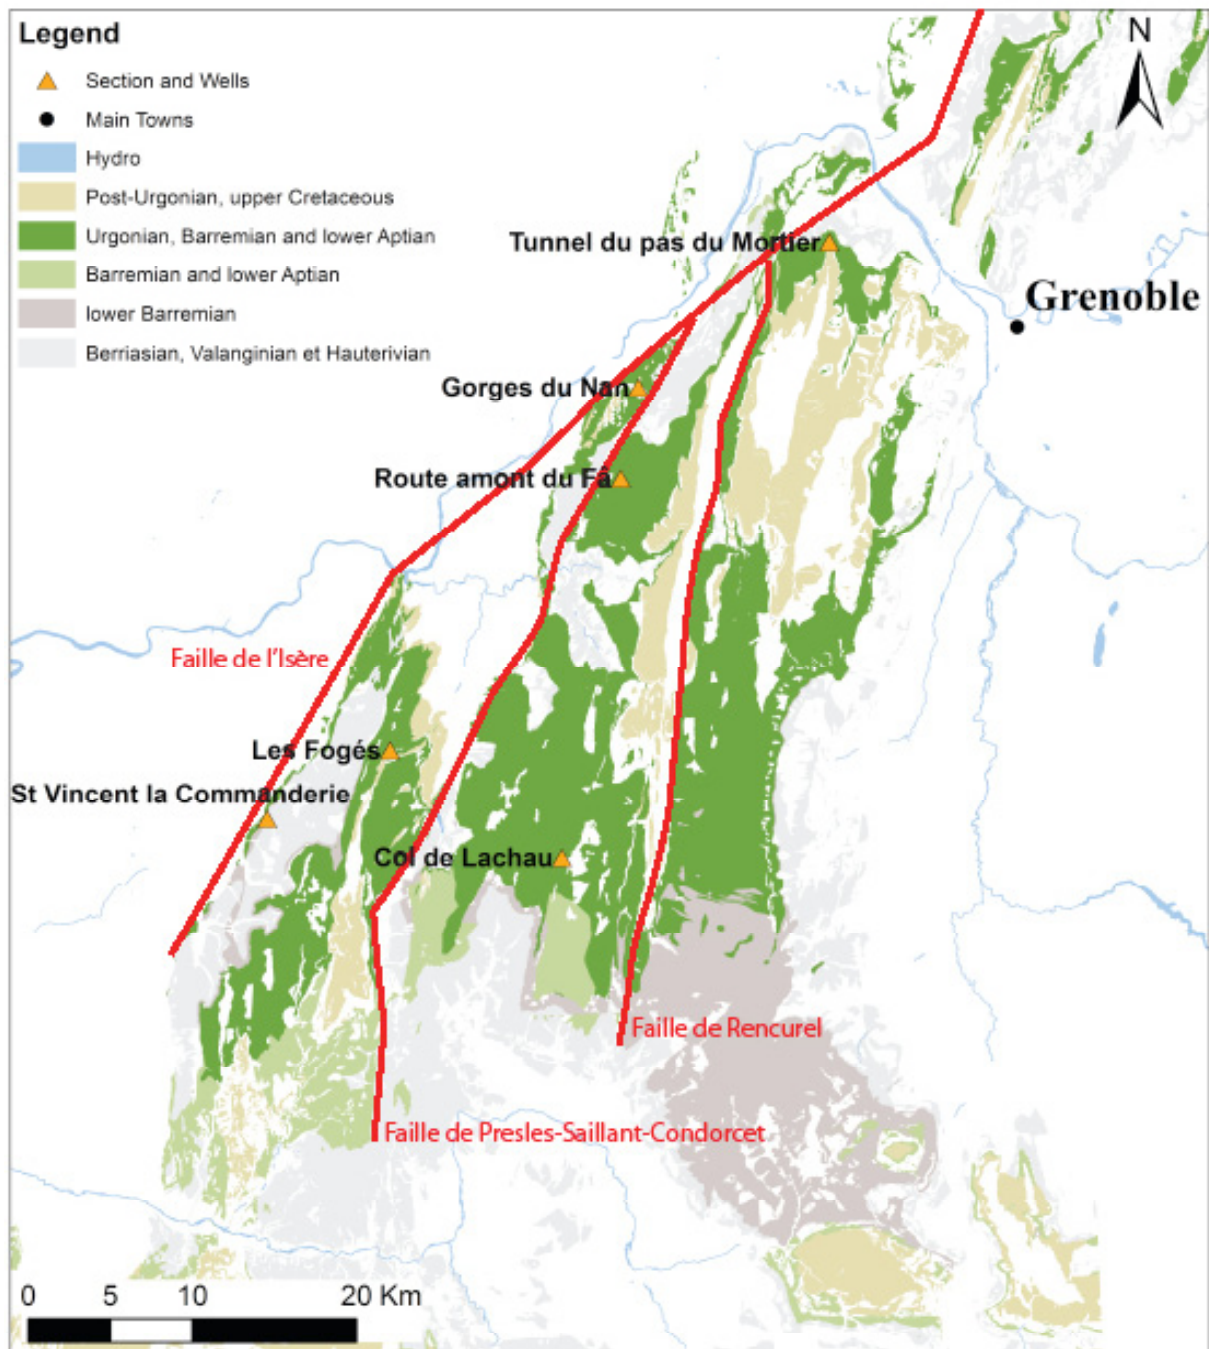 Legend
Section and Wells
Main Towns
Hydro
Post-Urgonian, upper Cretaceous
Urgonian, Barremian and lower Aptian
Barremian and lower Aptian
lower Barremian
Berriasian, Valanginian et Hauterivian
N
Tunnel du pas du Mortier
Grenoble
Gorges du Nan
Route amont du Fâ
Faille de l'Isère
Les Fogés
St Vincent la Commanderie
Col de Lachau
Faille de Rencurel
Faille de Presles-Saillant-Condorcet
0 5 10 20 Km